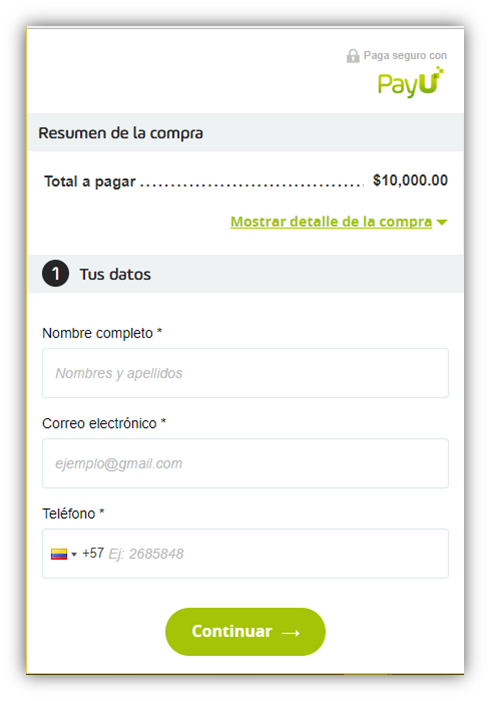 Paga seguro con
PayU
Resumen de la compra
Total a pagar ........................................ $10,000.00
Mostrar detalle de la compra
1 Tus datos
Nombre completo *
Nombres y apellidos
Correo electrónico *
ejemplo@gmail.com
Teléfono *
+57 Ej: 2685848
Continuar →